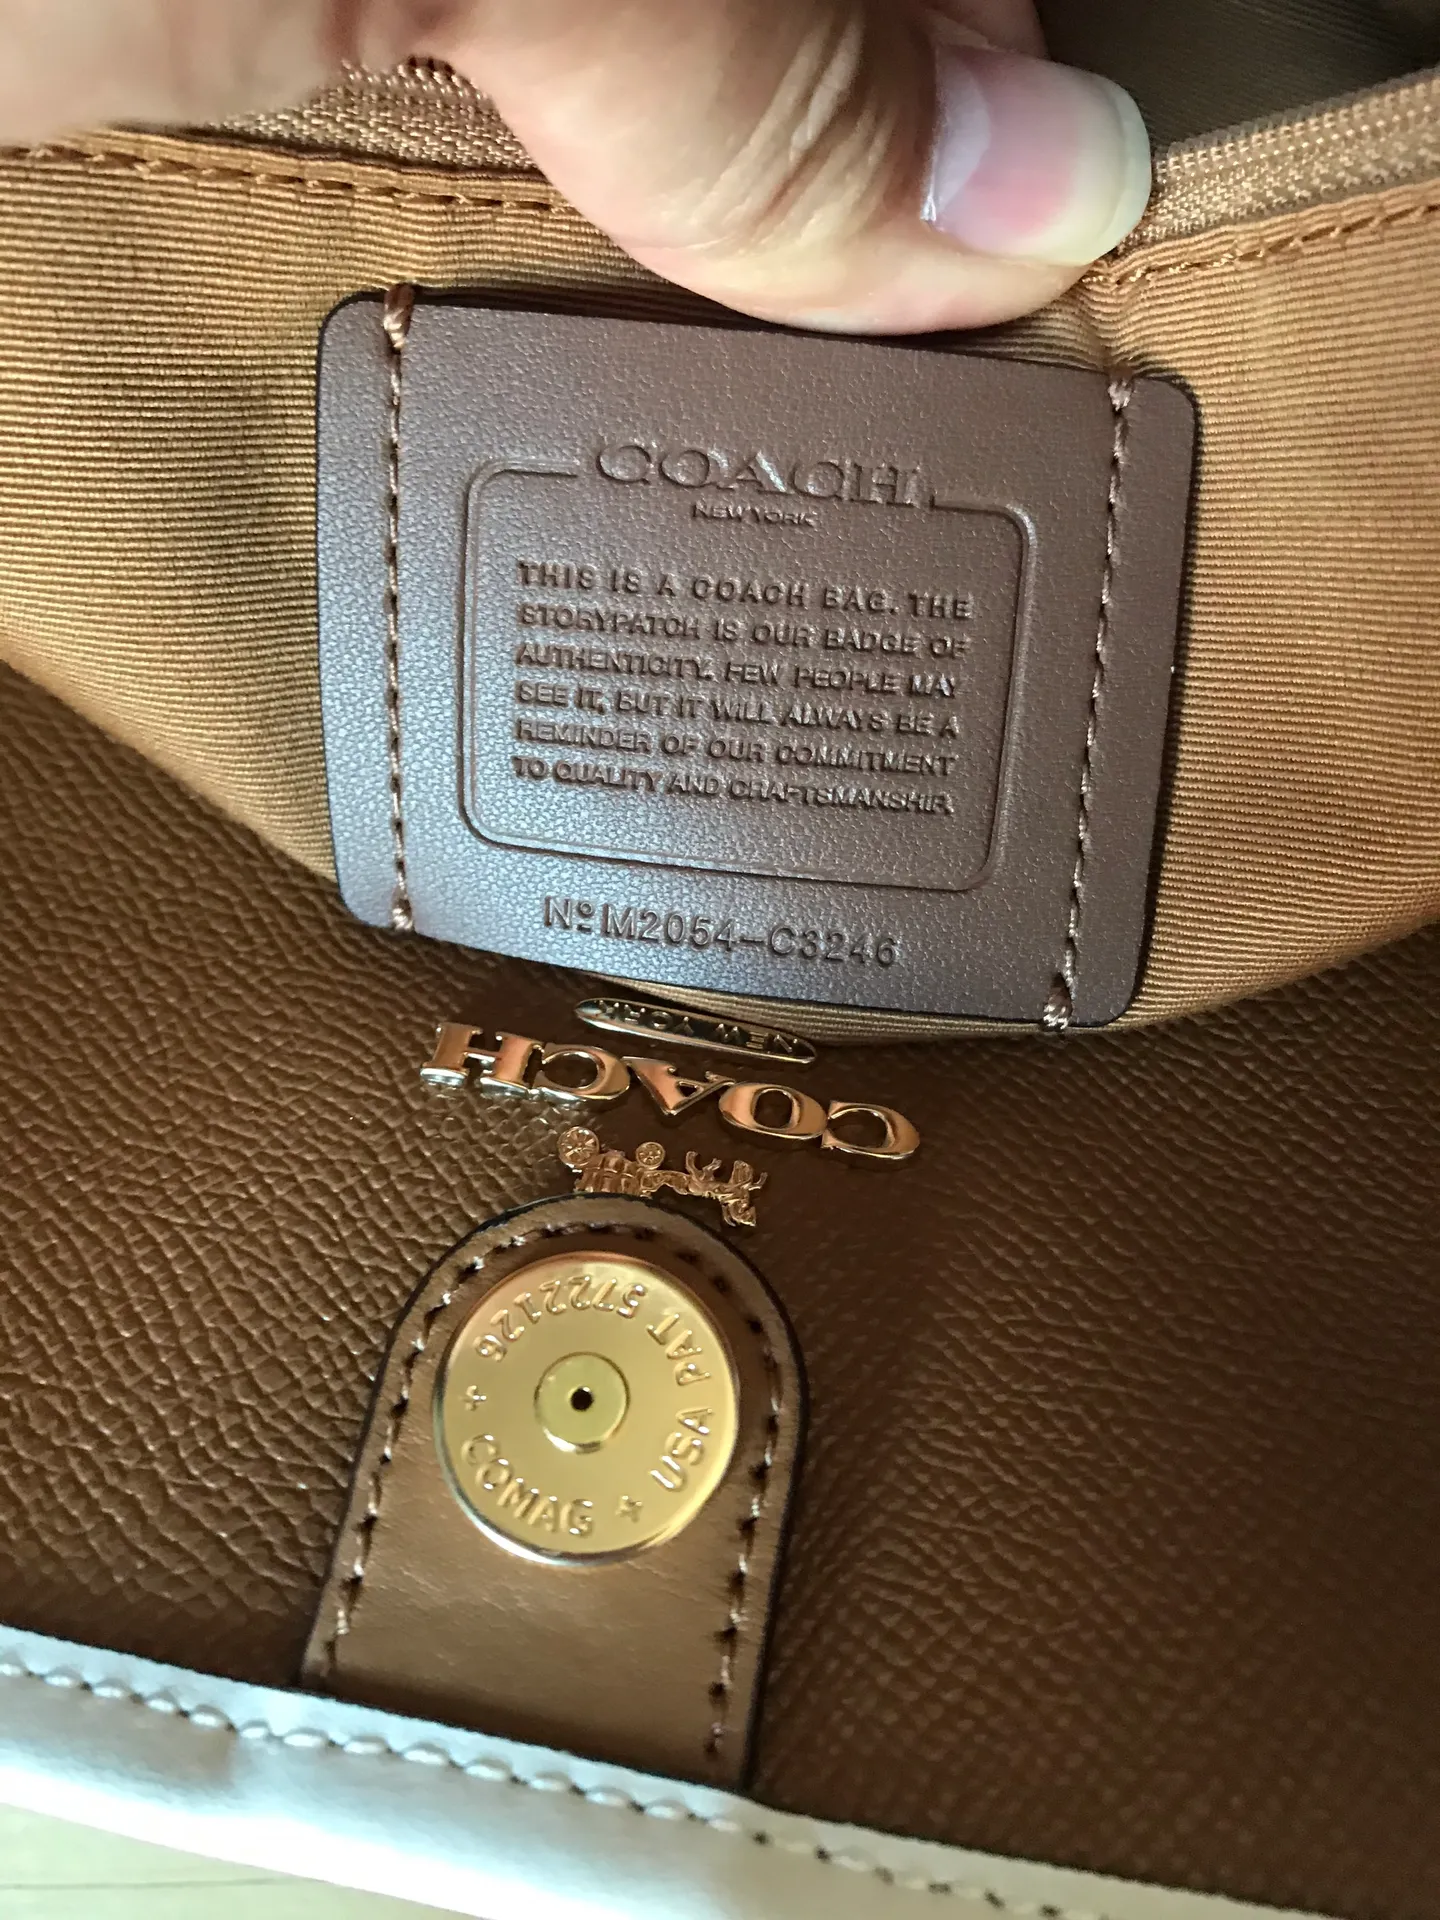 COACH
NEW YORK
THIS IS A COACH BAG. THE
STORYPATCH IS OUR BADGE OF
AUTHENTICITY. FEW PEOPLE MAY
SEE IT, BUT IT WILL ALWAYS BE A
REMINDER OF OUR COMMITMENT
TO QUALITY AND CRAFTSMANSHIP.
Nº M2054-C3246
NEW YORK
COACH
USA PAT 5722126
COMAG